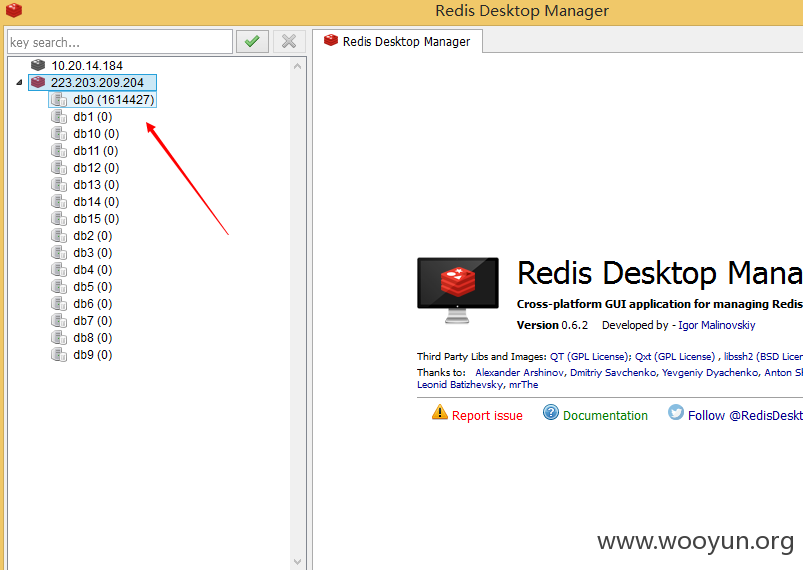 Redis Desktop Manager
key search...
Redis Desktop Manager
10.20.14.184
223.203.209.204
db0 (1614427)
db1 (0)
db10 (0)
db11 (0)
db12 (0)
db13 (0)
db14 (0)
db15 (0)
db2 (0)
db3 (0)
db4 (0)
db5 (0)
db6 (0)
db7 (0)
db8 (0)
db9 (0)
Redis Desktop Mana
Cross-platform GUI application for managing Redis
Version 0.6.2 Developed by - Igor Malinovskiy
Third Party Libs and Images: QT (GPL License); Qxt (GPL License) , libssh2 (BSD Licen
Thanks to: Alexander Arshinov, Dmitriy Savchenko, Yevgeniy Dyachenko, Anton Sh
Leonid Batizhevsky, mrThe
Report issue Documentation Follow @RedisDeskt
www.wooyun.org